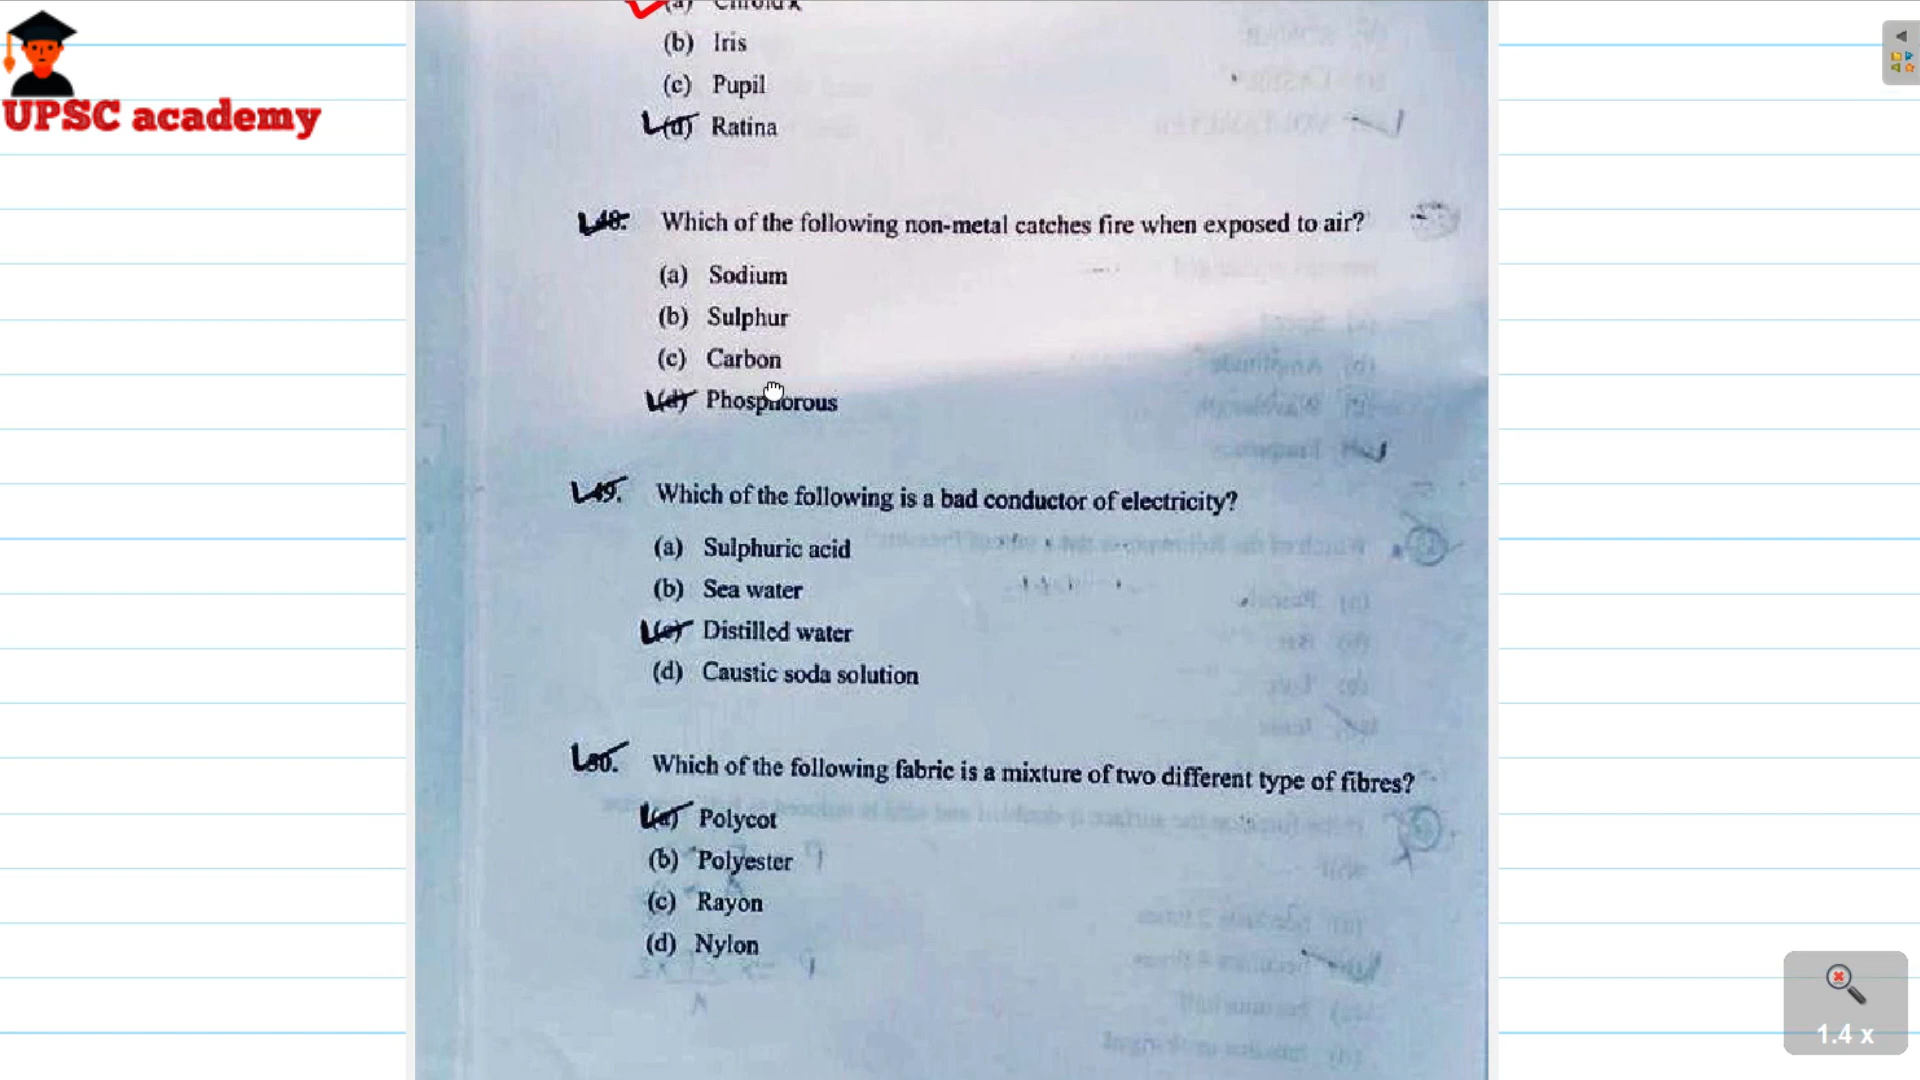 UPSC academy
(b) Iris
(c) Pupil
(d) Ratina
48. Which of the following non-metal catches fire when exposed to air?
(a) Sodium
(b) Sulphur
(c) Carbon
(d) Phosphorous
49. Which of the following is a bad conductor of electricity?
(a) Sulphuric acid
(b) Sea water
(c) Distilled water
(d) Caustic soda solution
50. Which of the following fabric is a mixture of two different type of fibres?
(a) Polycot
(b) Polyester
(c) Rayon
(d) Nylon
1.4 x